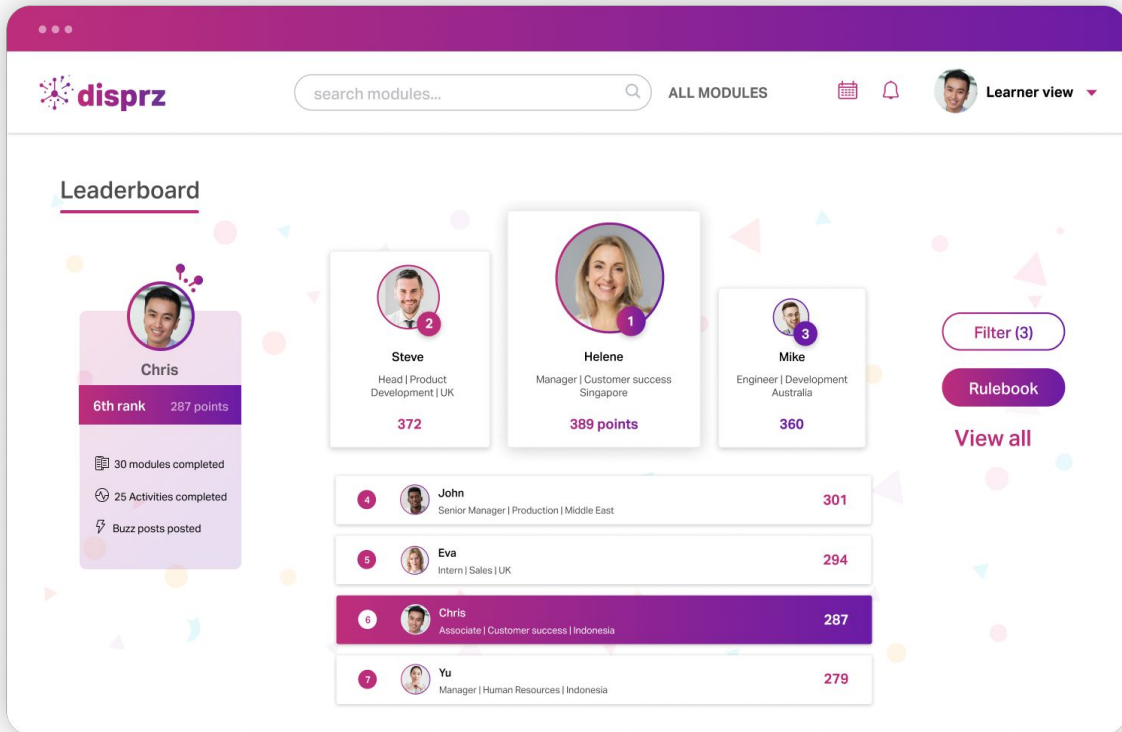 disprz
search modules...
ALL MODULES
Learner view
Leaderboard
Chris
6th rank 287 points
30 modules completed
25 Activities completed
Buzz posts posted
2
Steve
Head | Product
Development | UK
372
1
Helene
Manager | Customer success
Singapore
389 points
3
Mike
Engineer | Development
Australia
360
Filter (3)
Rulebook
View all
4
John
Senior Manager | Production | Middle East
301
5
Eva
Intern | Sales | UK
294
6
Chris
Associate | Customer success | Indonesia
287
7
Yu
Manager | Human Resources | Indonesia
279